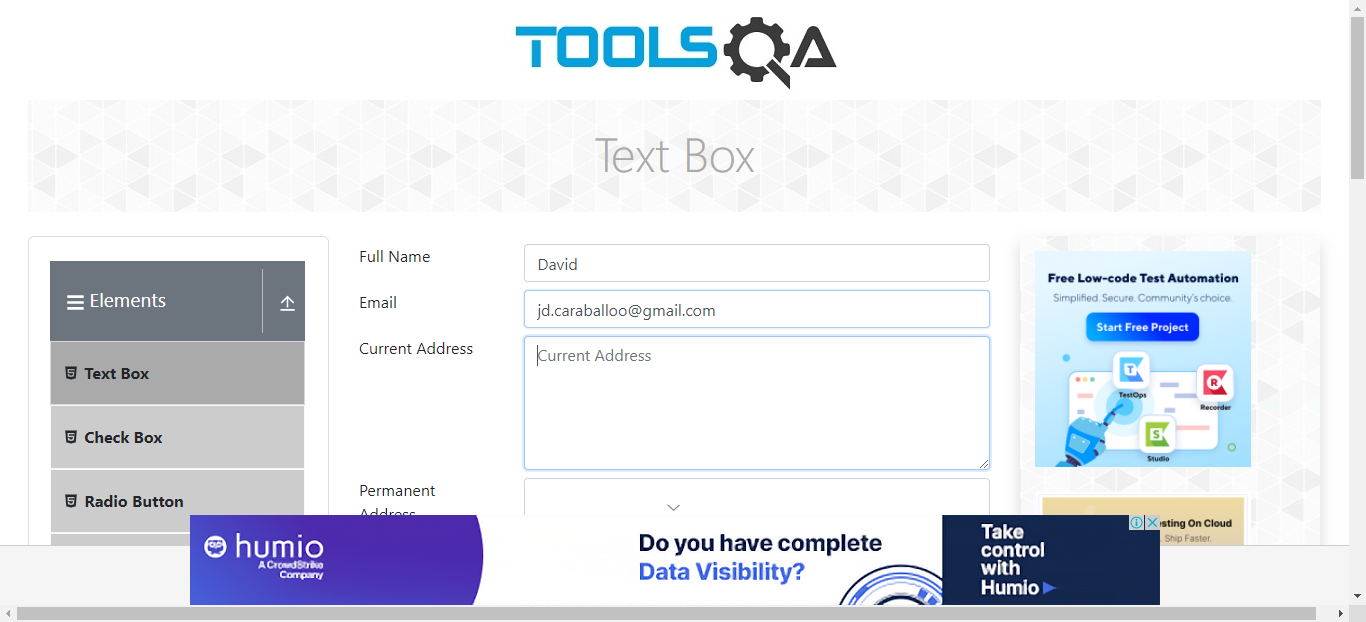 TOOLSQA
Text Box
Elements
Text Box
Check Box
Radio Button
Full Name
David
Email
jd.caraballoo@gmail.com
Current Address
Current Address
Permanent
Address
Free Low-code Test Automation
Simplified. Secure. Community's choice.
Start Free Project
TestOps
Recorder
Studio
sting On Cloud
Ship Faster.
humio
A CrowdStrike
Company
Do you have complete
Data Visibility?
Take
control
with
Humio